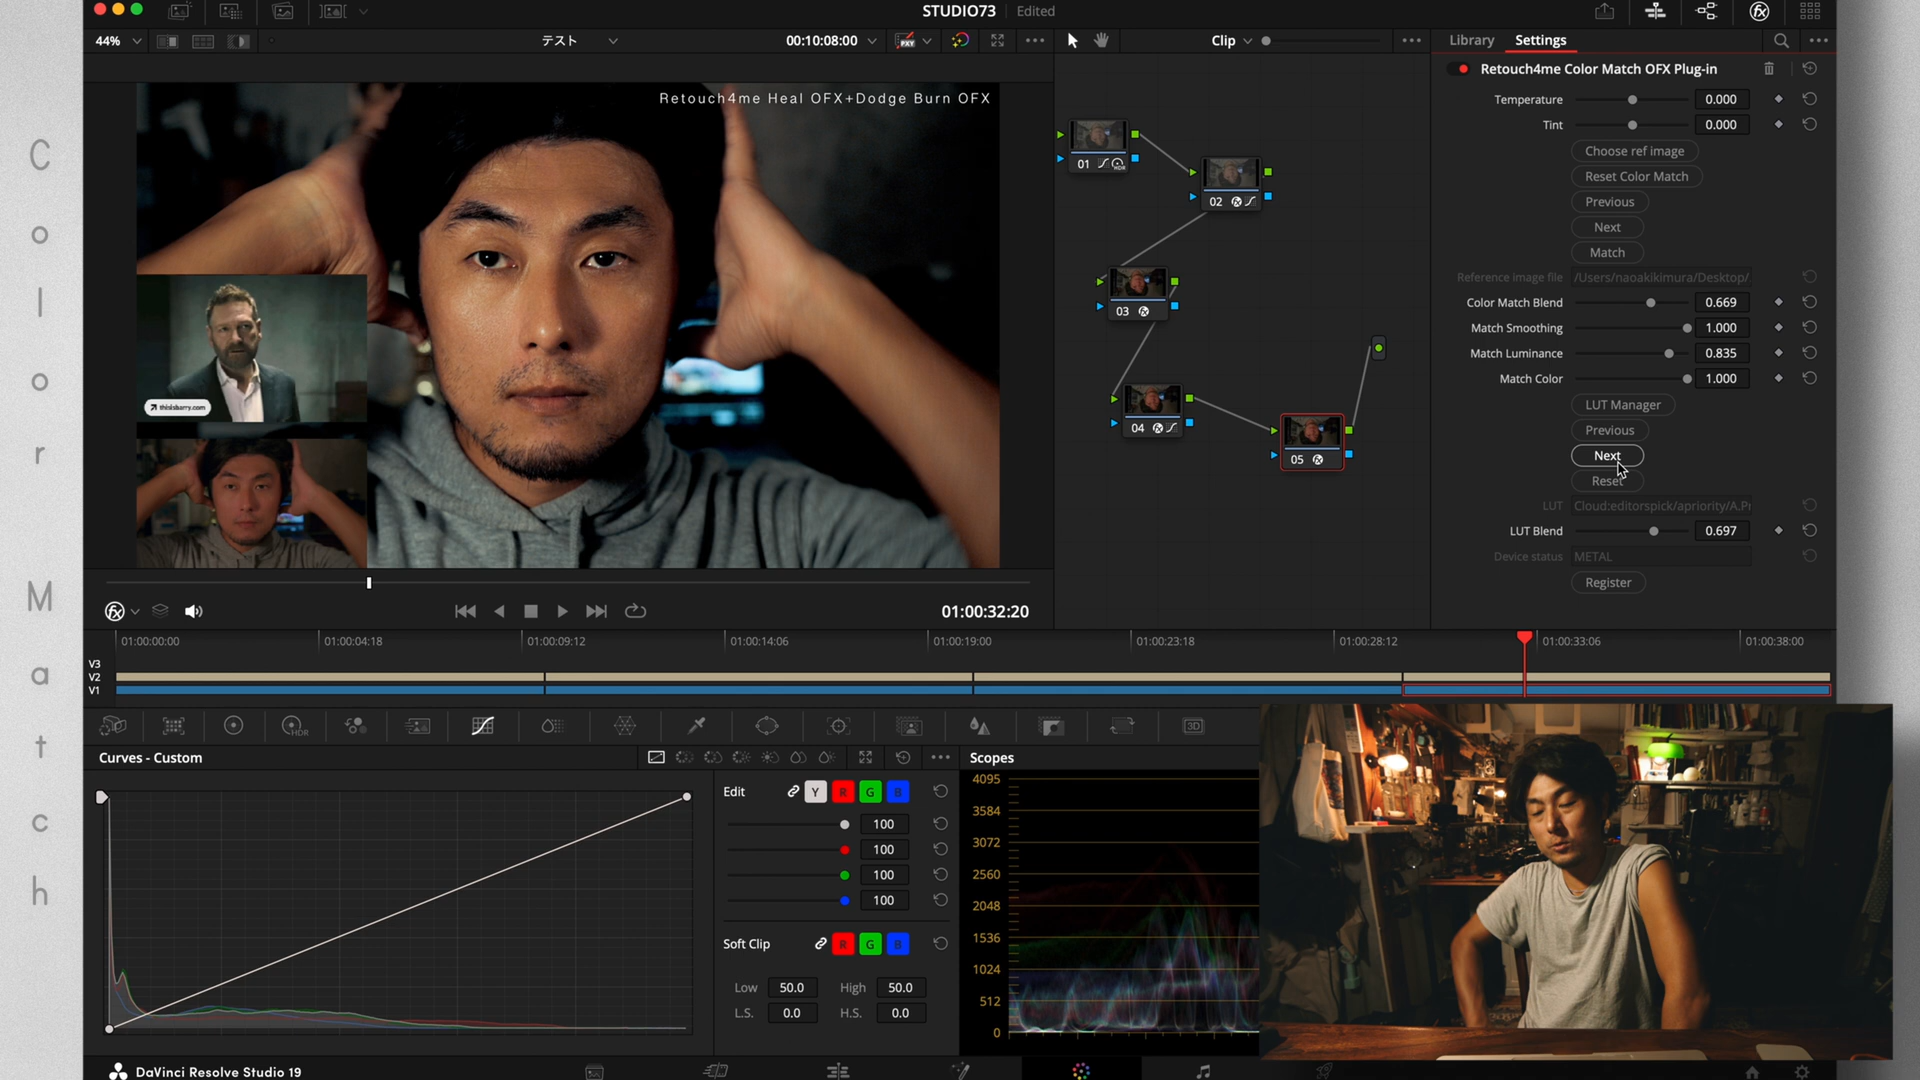 STUDIO73 Edited
44%
テスト
00:10:08:00
PXY
Clip
Library Settings
Retouch4me Color Match OFX Plug-in
Temperature 0.000
Tint 0.000
Choose ref image
Reset Color Match
Previous
Next
Match
Reference image file /Users/naoakikimura/Desktop/
Color Match Blend 0.669
Match Smoothing 1.000
Match Luminance 0.835
Match Color 1.000
LUT Manager
Previous
Next
Reset
LUT Cloud:editorspick/apriority/A.Pr
LUT Blend 0.697
Device status METAL
Register
Retouch4me Heal OFX+Dodge Burn OFX
thisisbarry.com
01
02
03
04
05
Color Match
01:00:32:20
01:00:00:00 01:00:04:18 01:00:09:12 01:00:14:06 01:00:19:00 01:00:23:18 01:00:28:12 01:00:33:06 01:00:38:00
V3
V2
V1
HDR
3D
Curves - Custom
Edit Y R G B
100
100
100
100
Soft Clip R G B
Low 50.0 High 50.0
L.S. 0.0 H.S. 0.0
Scopes
4095
3584
3072
2560
2048
1536
1024
512
0
DaVinci Resolve Studio 19